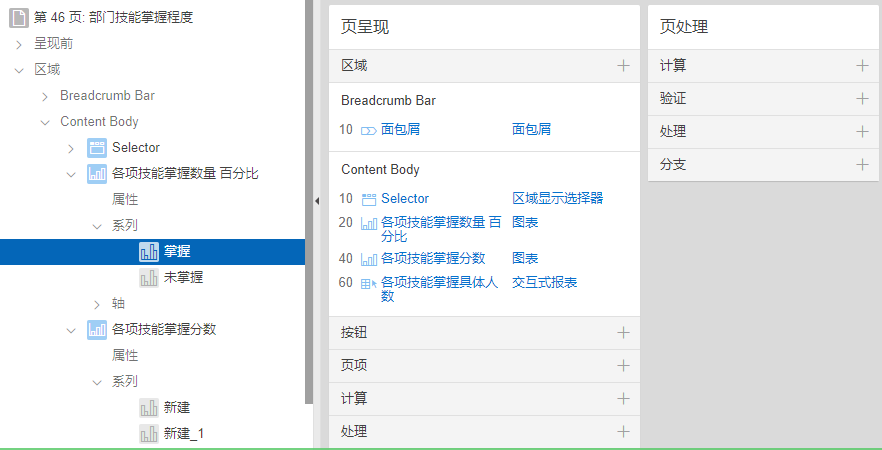 第 46 页: 部门技能掌握程度
呈现前
区域
Breadcrumb Bar
Content Body
Selector
各项技能掌握数量 百分比
属性
系列
掌握
未掌握
轴
各项技能掌握分数
属性
系列
新建
新建_1
页呈现
区域
Breadcrumb Bar
10 面包屑 面包屑
Content Body
10 Selector 区域显示选择器
20 各项技能掌握数量 百 图表
分比
40 各项技能掌握分数 图表
60 各项技能掌握具体人 交互式报表
数
按钮
页项
计算
处理
页处理
计算
验证
处理
分支